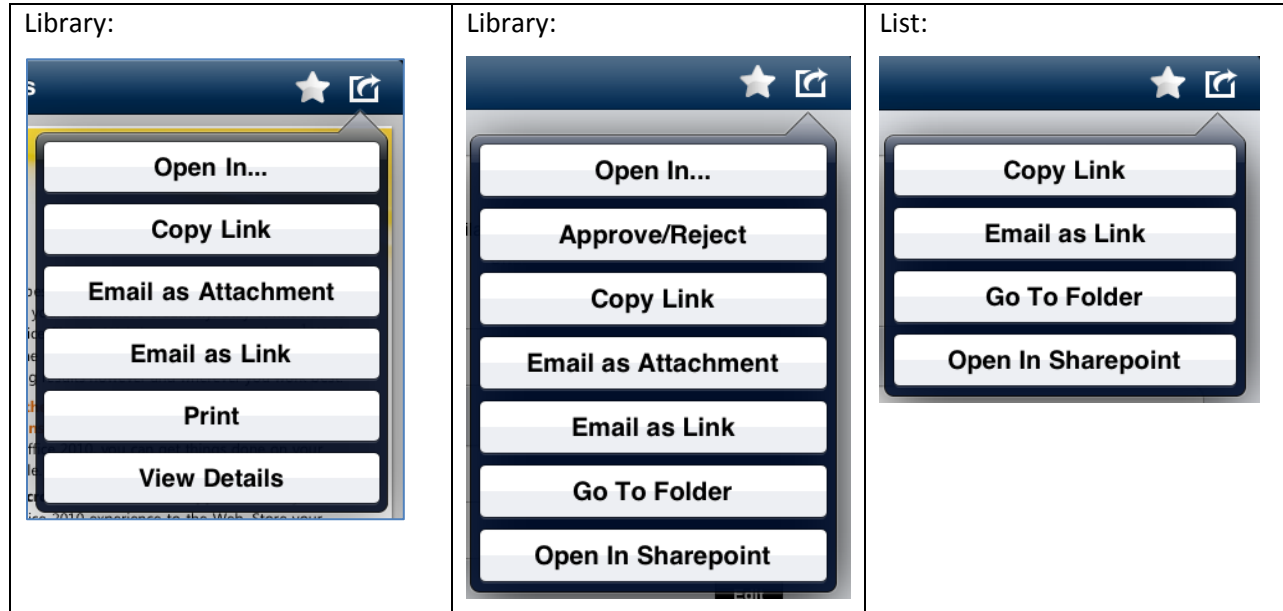 Library:
s
Open In...
Copy Link
Email as Attachment
Email as Link
Print
View Details
Library:
Open In...
Approve/Reject
Copy Link
Email as Attachment
Email as Link
Go To Folder
Open In Sharepoint
Edit
List:
Copy Link
Email as Link
Go To Folder
Open In Sharepoint